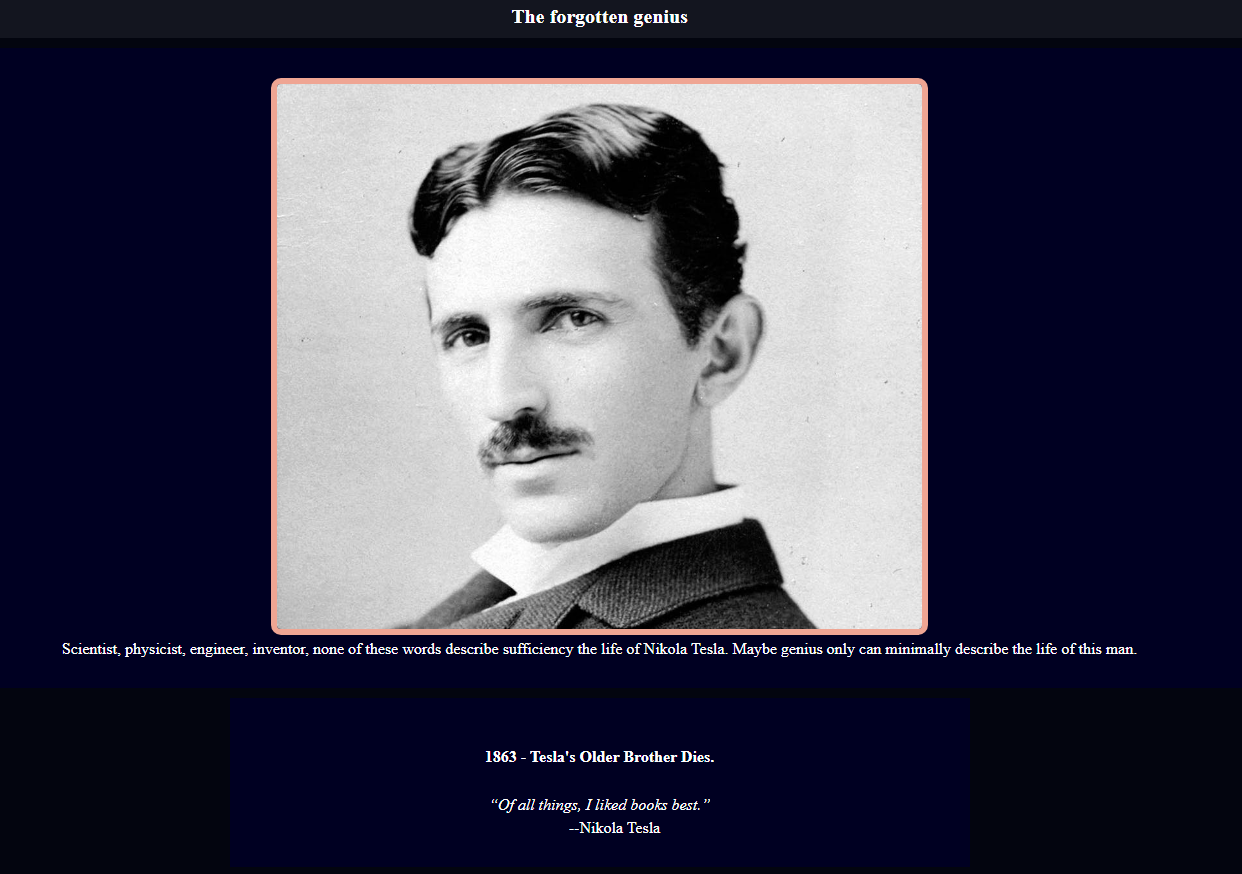 The forgotten genius
Scientist, physicist, engineer, inventor, none of these words describe sufficiency the life of Nikola Tesla. Maybe genius only can minimally describe the life of this man.
1863 - Tesla's Older Brother Dies.
“Of all things, I liked books best.”
--Nikola Tesla